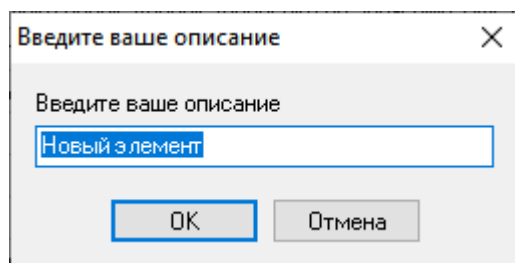 Введите ваше описание
Введите ваше описание
Новый элемент
OK
Отмена